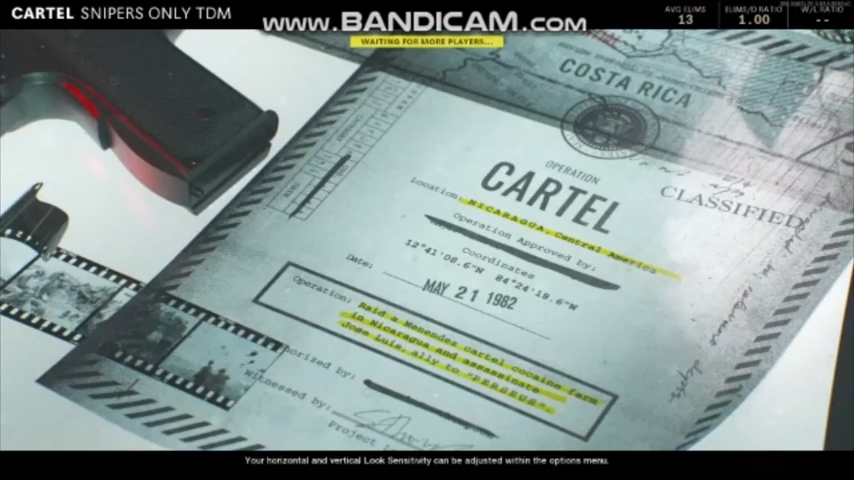 CARTEL SNIPERS ONLY TDM
WWW.BANDICAM.COM
AVG ELIMS
13
ELIMS/D RATIO
1.00
W/L RATIO
--
WAITING FOR MORE PLAYERS...
COSTA RICA
OPERATION
CARTEL
CLASSIFIED
Location: NICARAGUA, Central America
Operation Approved by:
Coordinates
12°41'08.6"N 84°24'19.6"W
Date:
MAY 21 1982
Operation: Raid a Menendez cartel cocaine farm
in Nicaragua and assassinate
Jose Luis, ally to "PERSEUS".
horized by:
witnessed by:
Project
DATE
Your horizontal and vertical Look Sensitivity can be adjusted within the options menu.